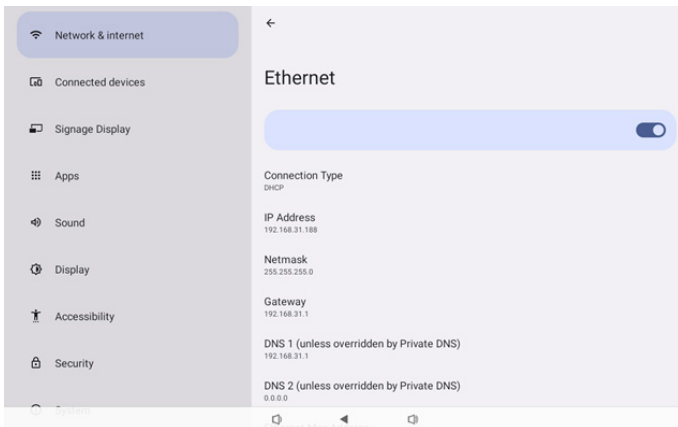 Network & internet
Connected devices
Signage Display
Apps
Sound
Display
Accessibility
Security
System
Ethernet
Connection Type
DHCP
IP Address
192.168.31.188
Netmask
255.255.255.0
Gateway
192.168.31.1
DNS 1 (unless overridden by Private DNS)
192.168.31.1
DNS 2 (unless overridden by Private DNS)
0.0.0.0